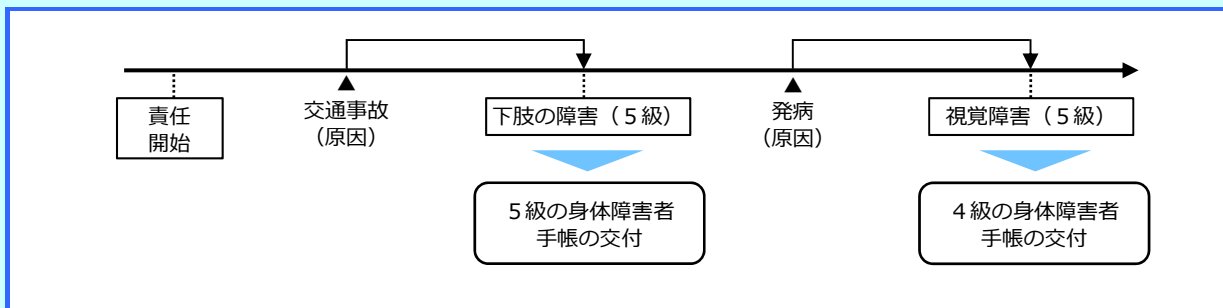 責任
開始
交通事故
（原因）
下肢の障害（５級）
発病
（原因）
視覚障害（５級）
５級の身体障害者
手帳の交付
４級の身体障害者
手帳の交付